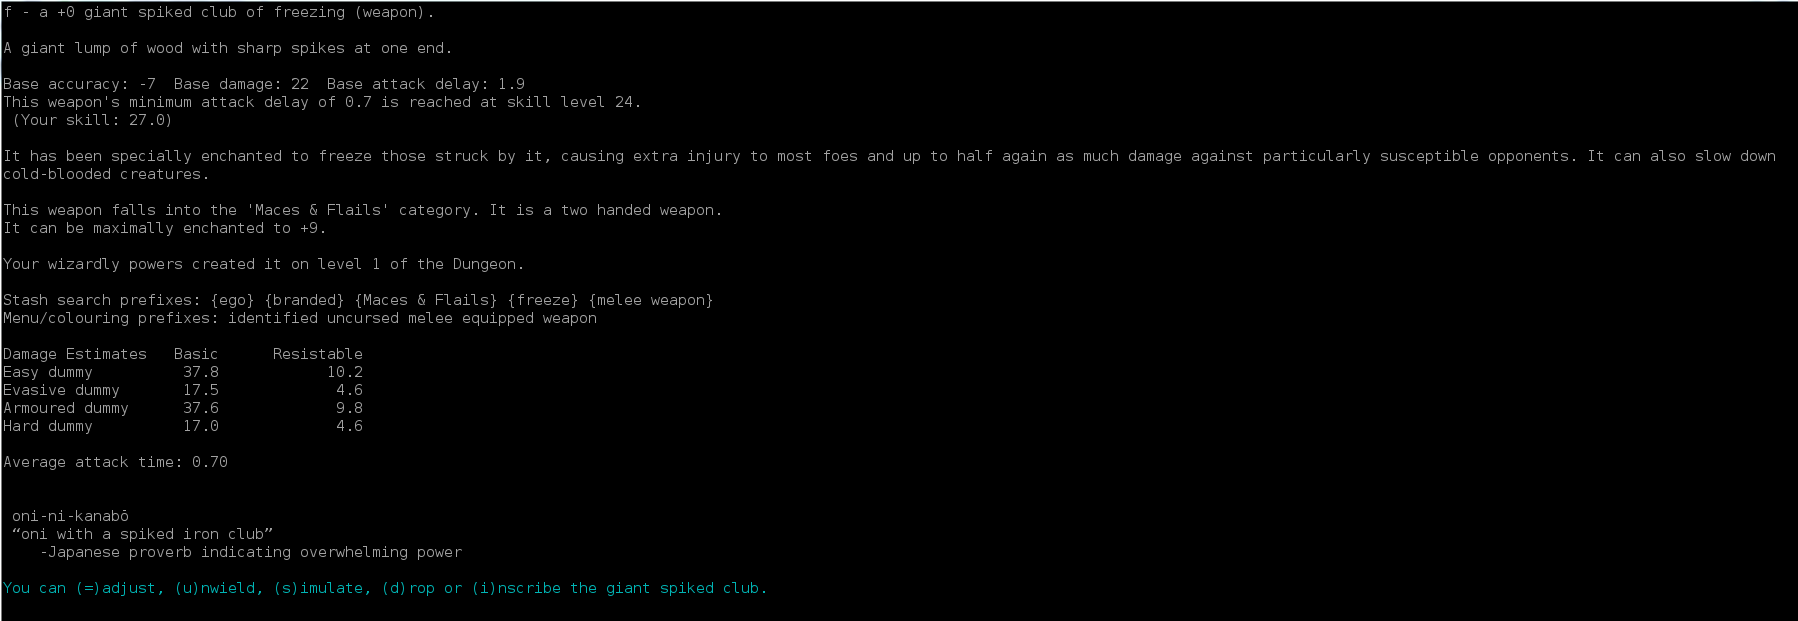 f - a +0 giant spiked club of freezing (weapon).
A giant lump of wood with sharp spikes at one end.
Base accuracy: -7  Base damage: 22  Base attack delay: 1.9
This weapon's minimum attack delay of 0.7 is reached at skill level 24.
(Your skill: 27.0)
It has been specially enchanted to freeze those struck by it, causing extra injury to most foes and up to half again as much damage against particularly susceptible opponents. It can also slow down
cold-blooded creatures.
This weapon falls into the 'Maces & Flails' category. It is a two handed weapon.
It can be maximally enchanted to +9.
Your wizardly powers created it on level 1 of the Dungeon.
Stash search prefixes: {ego} {branded} {Maces & Flails} {freeze} {melee weapon}
Menu/colouring prefixes: identified uncursed melee equipped weapon
Damage Estimates   Basic      Resistable
Easy dummy          37.8            10.2
Evasive dummy       17.5             4.6
Armoured dummy      37.6             9.8
Hard dummy          17.0             4.6
Average attack time: 0.70
oni-ni-kanabō
“oni with a spiked iron club”
-Japanese proverb indicating overwhelming power
You can (=)adjust, (u)nwield, (s)imulate, (d)rop or (i)nscribe the giant spiked club.